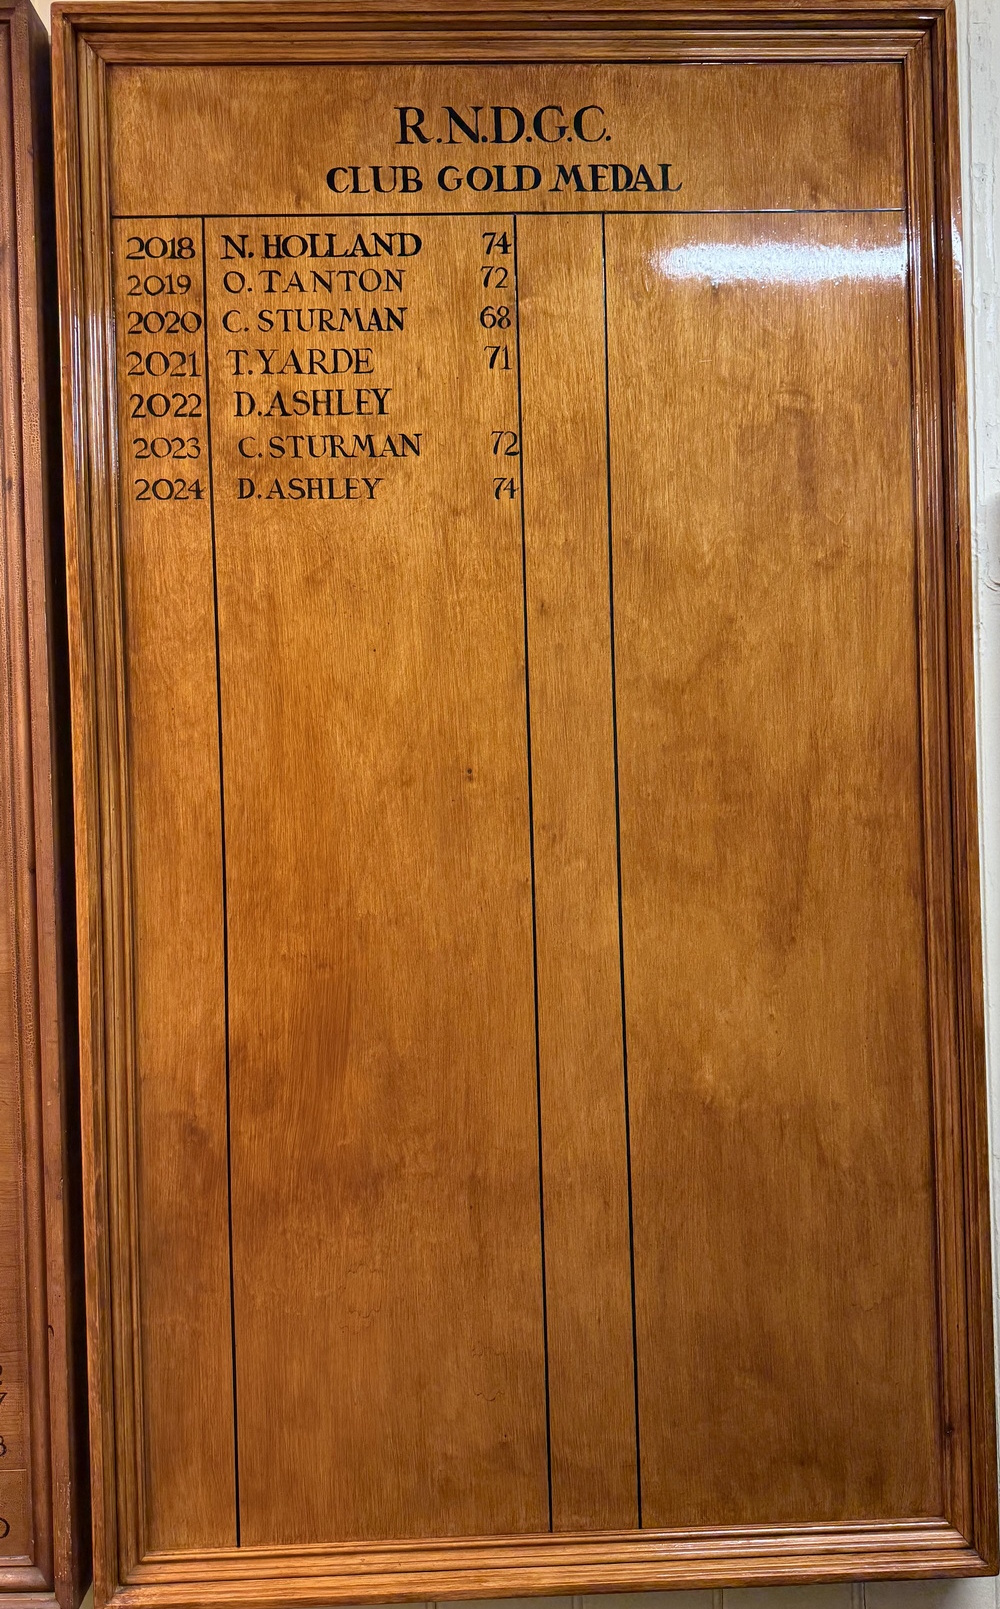 R.N.D.G.C.
CLUB GOLD MEDAL
2018 N. HOLLAND 74
2019 O. TANTON 72
2020 C. STURMAN 68
2021 T. YARDE 71
2022 D. ASHLEY
2023 C. STURMAN 72
2024 D. ASHLEY 74